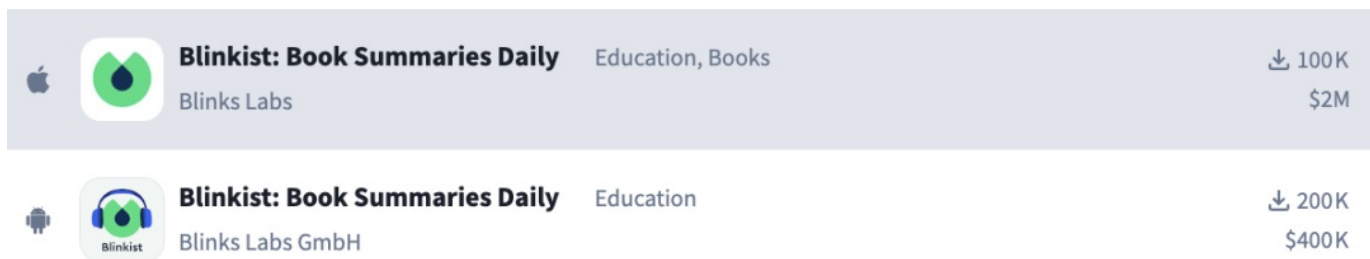 Blinkist: Book Summaries Daily Education, Books 100K
Blinks Labs $2M
Blinkist: Book Summaries Daily Education 200K
Blinkist
Blinks Labs GmbH $400K